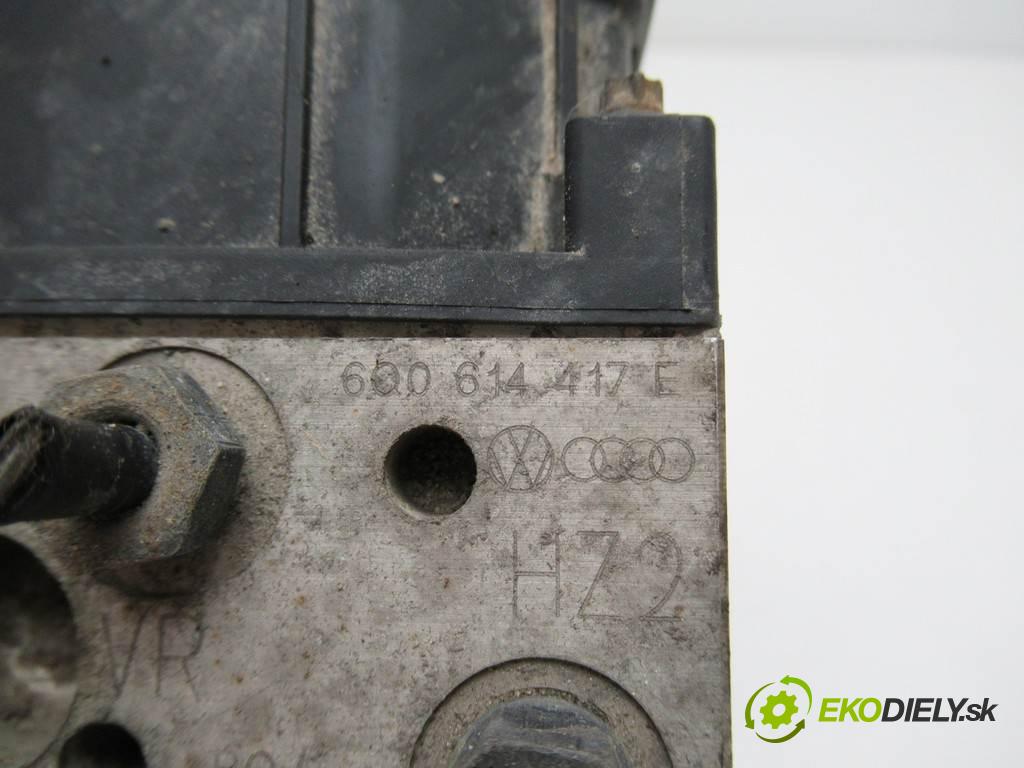 6Q0 614 417 E
HZ2
VR
EKODIELY.sk